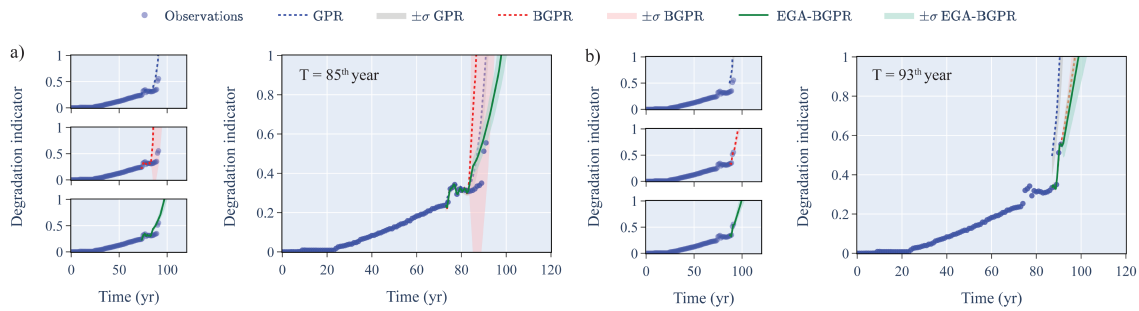 Observations GPR ±σ GPR BGPR ±σ BGPR EGA-BGPR ±σ EGA-BGPR
a)
Degradation indicator
1
0.5
0
1
0.5
0
1
0.5
0
0 50 100
Time (yr)
Degradation indicator
T = 85th year
1
0.8
0.6
0.4
0.2
0
0 20 40 60 80 100 120
Time (yr)
b)
Degradation indicator
1
0.5
0
1
0.5
0
1
0.5
0
0 50 100
Time (yr)
Degradation indicator
T = 93th year
1
0.8
0.6
0.4
0.2
0
0 20 40 60 80 100 120
Time (yr)